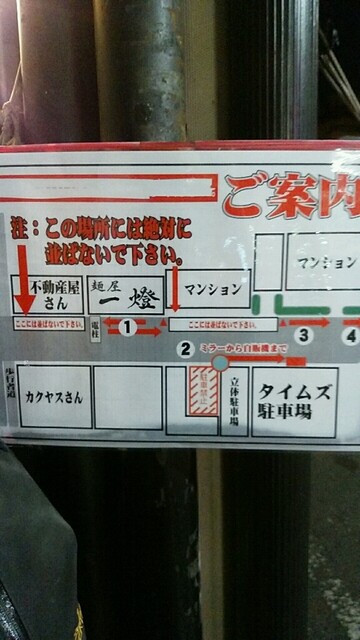 ご案内
注：この場所には絶対に
並ばないで下さい。
不動産屋
さん
麺屋
一燈
マンション
マンション
ここには並ばないで下さい。
電柱
①
ここには並ばないで下さい。
③
④
②
ミラーから自販機まで
歩行者道
カクヤスさん
駐車禁止
立体駐車場
タイムズ
駐車場